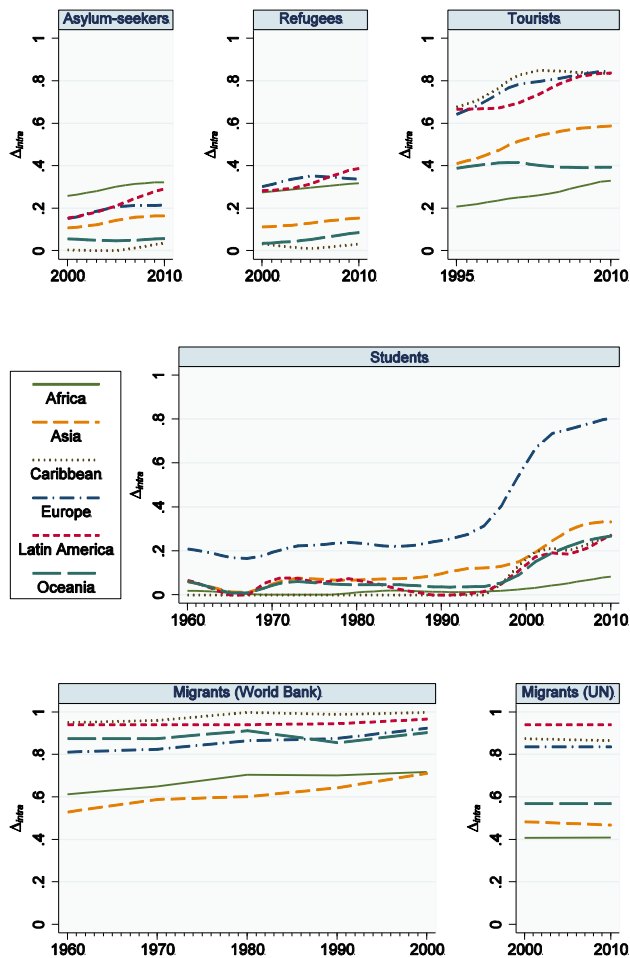 Asylum-seekers Refugees Tourists
1 1 1
.8 .8 .8
.6 .6 .6
Δintra Δintra Δintra
.4 .4 .4
.2 .2 .2
0 0 0
2000 2010 2000 2010 1995 2010
Students
1
.8
.6
Δintra
.4
.2
0
1960 1970 1980 1990 2000 2010
Africa
Asia
Caribbean
Europe
Latin America
Oceania
Migrants (World Bank) Migrants (UN)
1 1
.8 .8
.6 .6
Δintra Δintra
.4 .4
.2 .2
0 0
1960 1970 1980 1990 2000 2000 2010